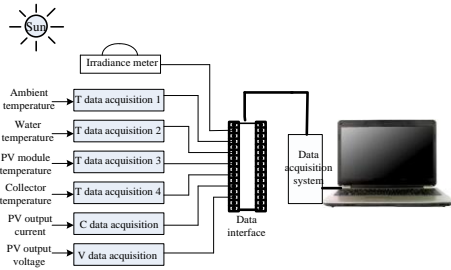 Sun
Irradiance meter
Ambient
temperature
T data acquisition 1
Water
temperature
T data acquisition 2
PV module
temperature
T data acquisition 3
Collector
temperature
T data acquisition 4
PV output
current
C data acquisition
PV output
voltage
V data acquisition
Data
interface
Data
acquisition
system